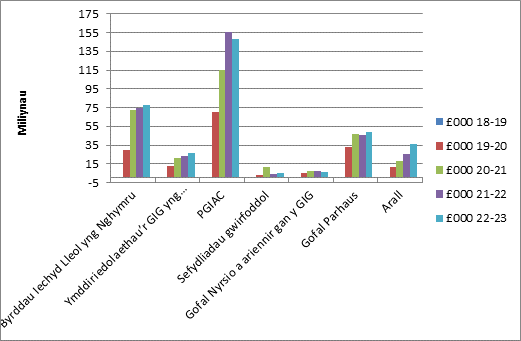 175
155
135
115
95
75
55
35
15
-5
Miliynau
Byrddau Iechyd Lleol yng Nghymru
Ymddiriedolaethau'r GIG yng...
PGIAC
Sefydliadau gwirfoddol
Gofal Nyrsio a ariennir gan y GIG
Gofal Parhaus
Arall
£000 18-19
£000 19-20
£000 20-21
£000 21-22
£000 22-23